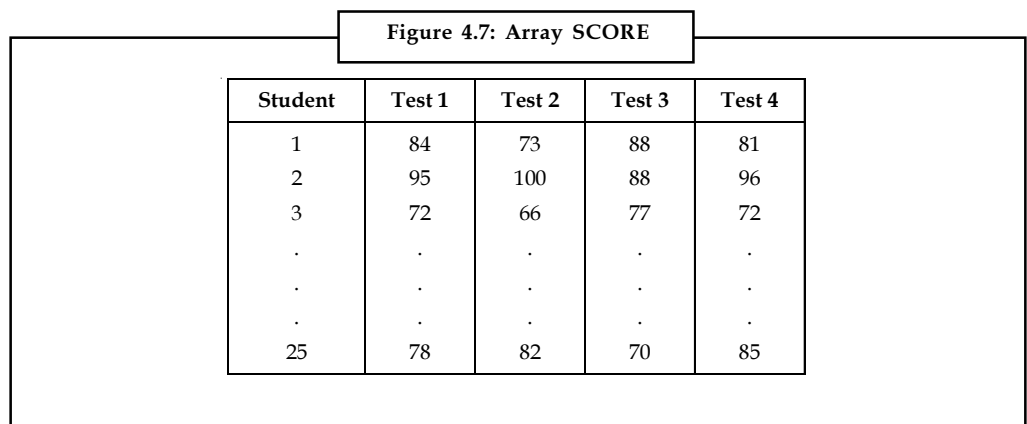 Figure 4.7: Array SCORE
Student Test 1 Test 2 Test 3 Test 4
1 84 73 88 81
2 95 100 88 96
3 72 66 77 72
. . . . .
. . . . .
. . . . .
25 78 82 70 85